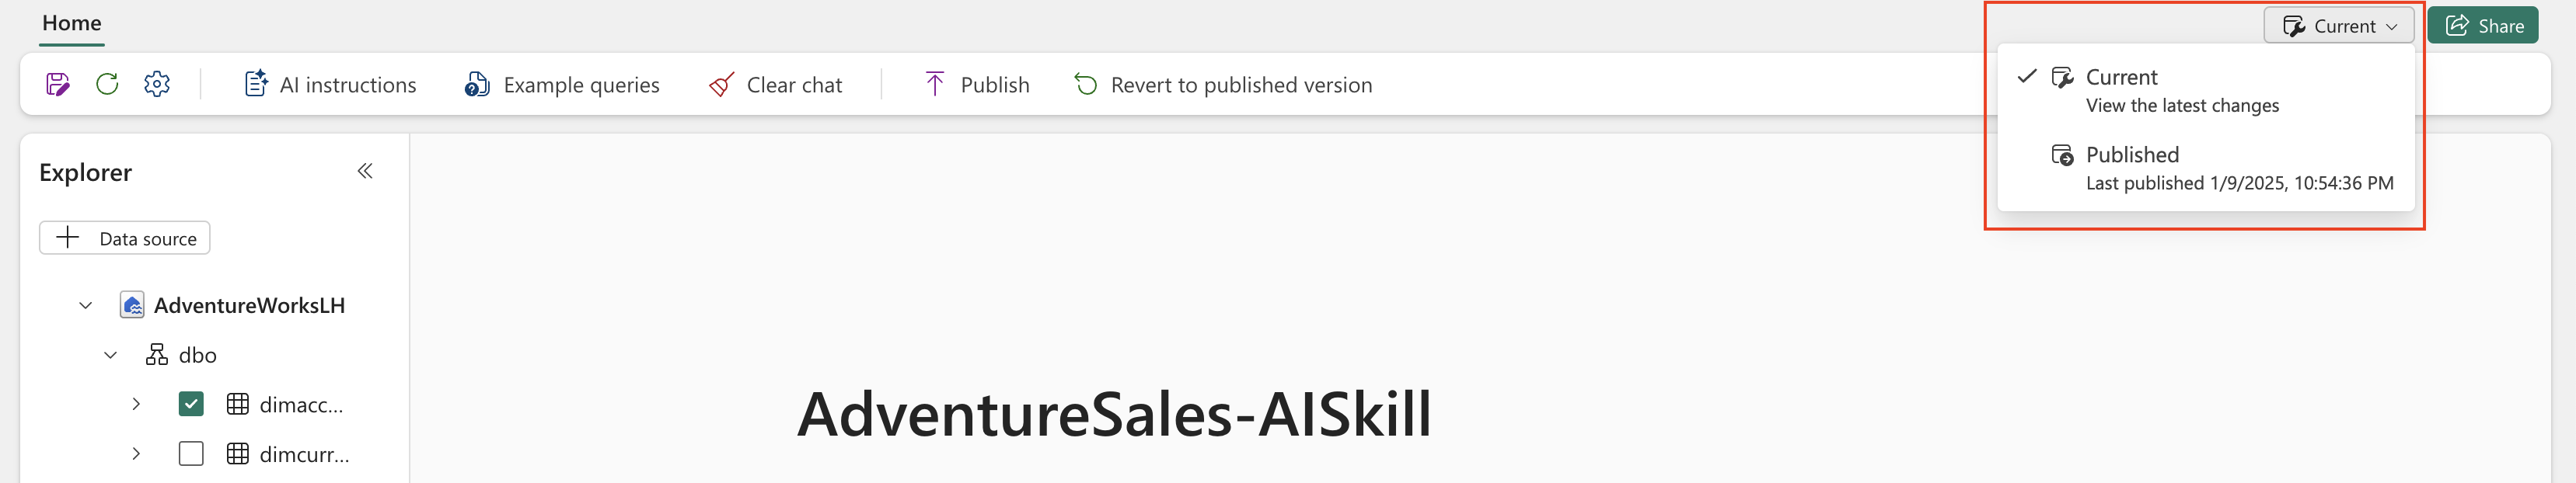 Home
Current
Share
AI instructions
Example queries
Clear chat
Publish
Revert to published version
Current
View the latest changes
Published
Last published 1/9/2025, 10:54:36 PM
Explorer
Data source
AdventureWorksLH
dbo
dimacc...
dimcurr...
AdventureSales-AISkill